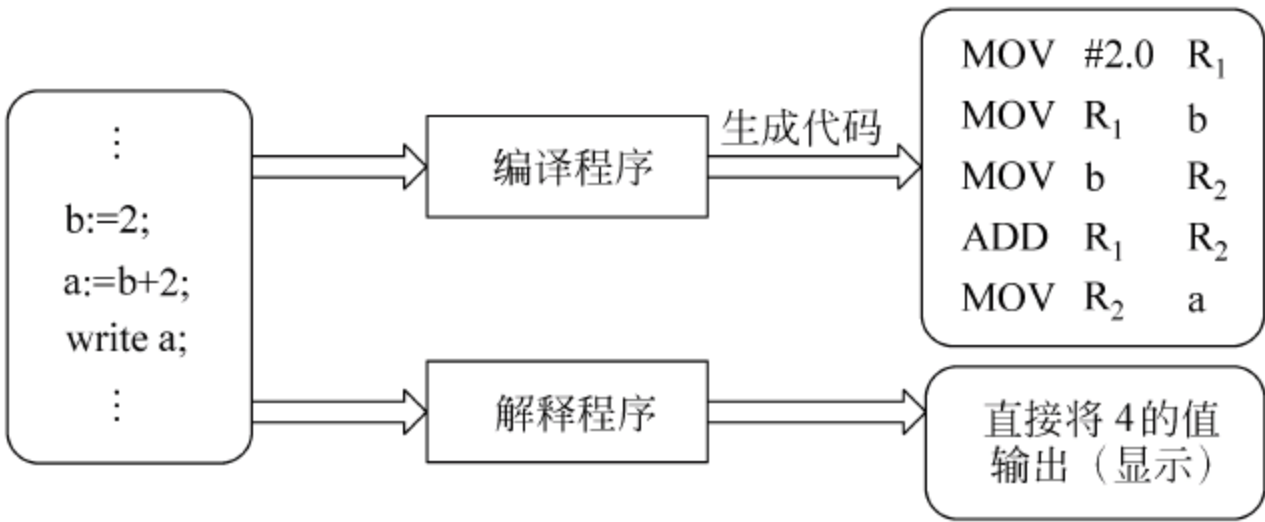 ⋮
b:=2;
a:=b+2;
write a;
⋮
编译程序
生成代码
MOV #2.0 R₁
MOV R₁ b
MOV b R₂
ADD R₁ R₂
MOV R₂ a
解释程序
直接将 4 的值
输出（显示）